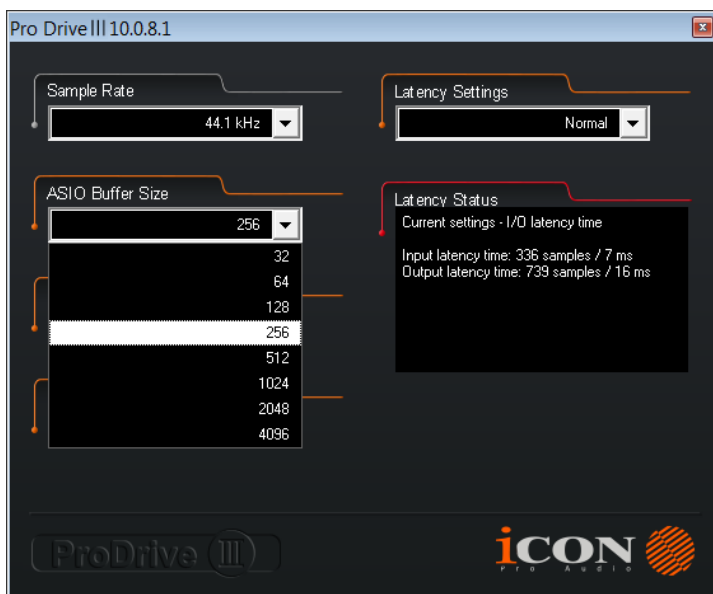 Pro Drive III 10.0.8.1
Sample Rate
44.1 kHz
Latency Settings
Normal
ASIO Buffer Size
256
32
64
128
256
512
1024
2048
4096
Latency Status
Current settings - I/O latency time
Input latency time: 336 samples / 7 ms
Output latency time: 739 samples / 16 ms
ProDrive III
iCON
Pro Audio